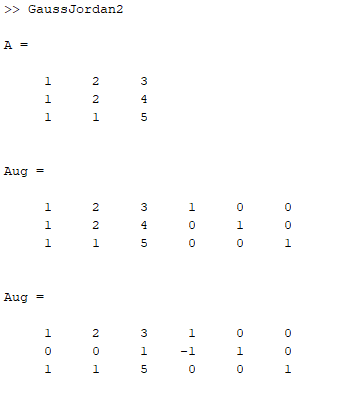 >> GaussJordan2
A =
1 2 3
1 2 4
1 1 5
Aug =
1 2 3 1 0 0
1 2 4 0 1 0
1 1 5 0 0 1
Aug =
1 2 3 1 0 0
0 0 1 -1 1 0
1 1 5 0 0 1